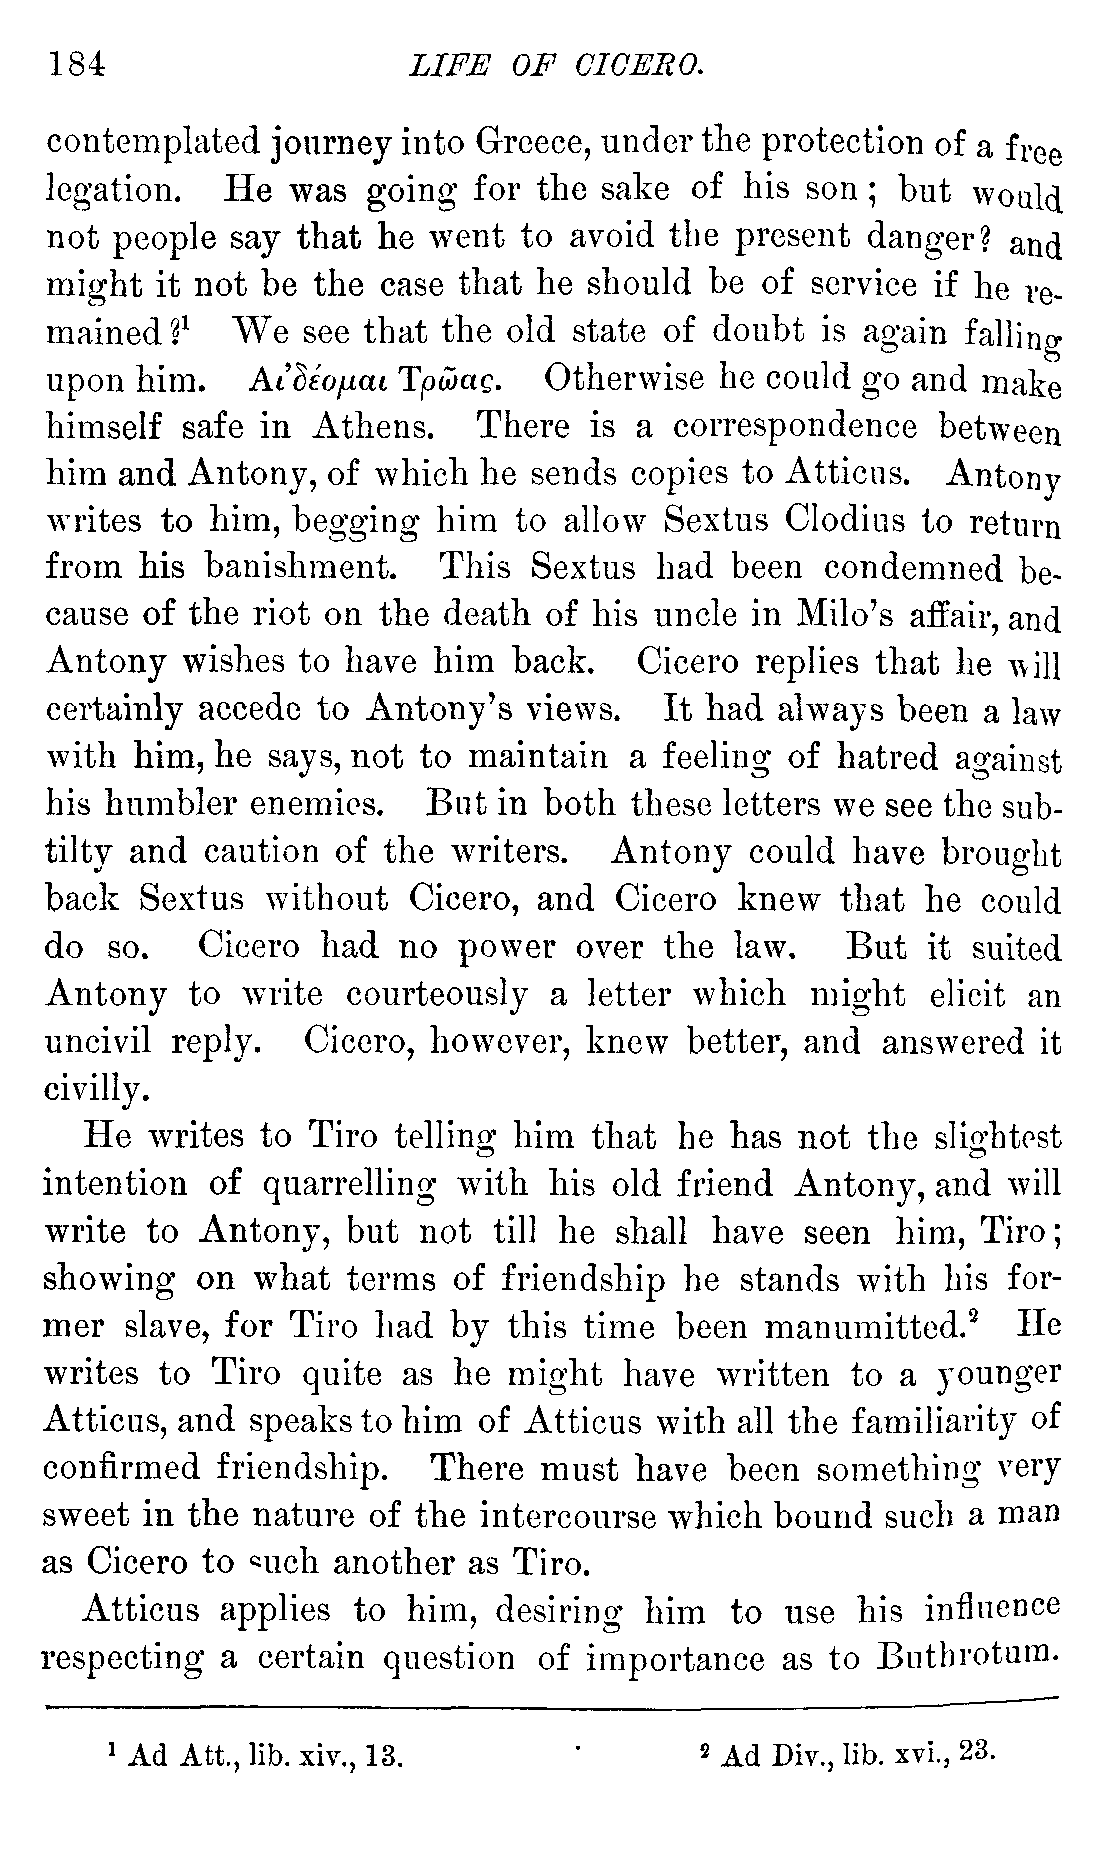 184 LIFE OF CICERO.
contemplated journey into Greece, under the protection of a free
legation. He was going for the sake of his son; but would
not people say that he went to avoid the present danger? and
might it not be the case that he should be of service if he re-
mained?¹ We see that the old state of doubt is again falling
upon him. Αἰδέομαι Τρῶας. Otherwise he could go and make
himself safe in Athens. There is a correspondence between
him and Antony, of which he sends copies to Atticus. Antony
writes to him, begging him to allow Sextus Clodius to return
from his banishment. This Sextus had been condemned be-
cause of the riot on the death of his uncle in Milo's affair, and
Antony wishes to have him back. Cicero replies that he will
certainly accede to Antony's views. It had always been a law
with him, he says, not to maintain a feeling of hatred against
his humbler enemies. But in both these letters we see the sub-
tilty and caution of the writers. Antony could have brought
back Sextus without Cicero, and Cicero knew that he could
do so. Cicero had no power over the law. But it suited
Antony to write courteously a letter which might elicit an
uncivil reply. Cicero, however, knew better, and answered it
civilly.
He writes to Tiro telling him that he has not the slightest
intention of quarrelling with his old friend Antony, and will
write to Antony, but not till he shall have seen him, Tiro;
showing on what terms of friendship he stands with his for-
mer slave, for Tiro had by this time been manumitted.² He
writes to Tiro quite as he might have written to a younger
Atticus, and speaks to him of Atticus with all the familiarity of
confirmed friendship. There must have been something very
sweet in the nature of the intercourse which bound such a man
as Cicero to such another as Tiro.
Atticus applies to him, desiring him to use his influence
respecting a certain question of importance as to Buthrotum.
¹ Ad Att., lib. xiv., 13. ² Ad Div., lib. xvi., 23.